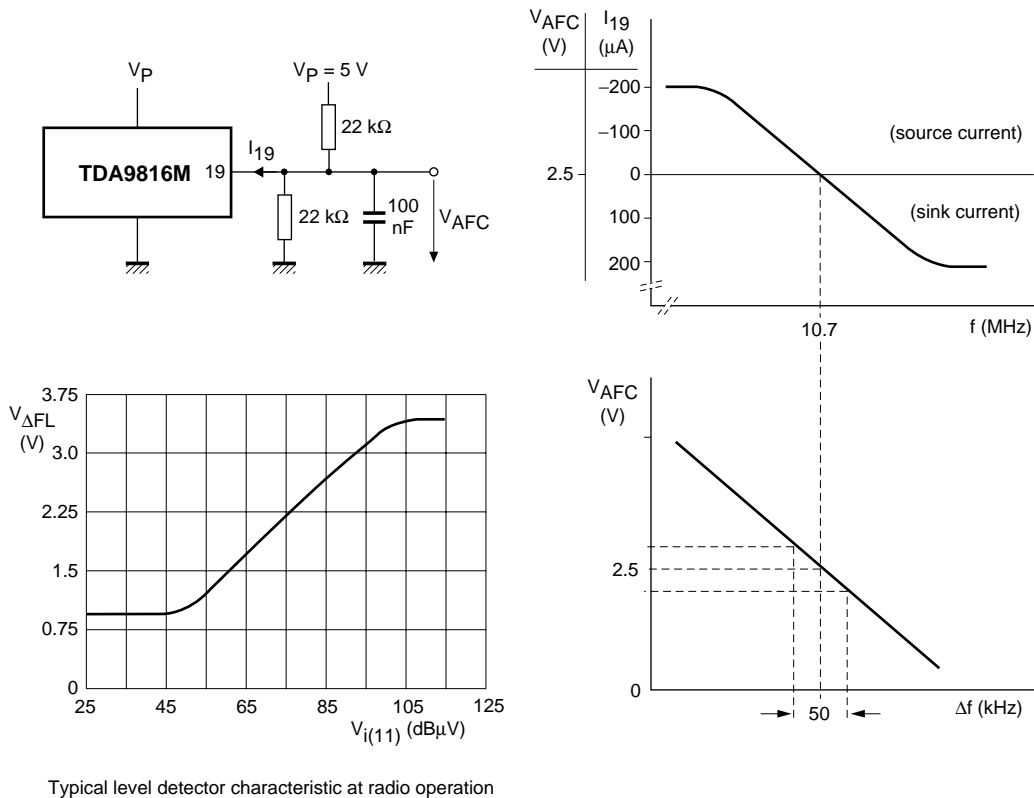 V_P
V_P = 5 V
22 kΩ
TDA9816M
19
I_19
22 kΩ
100
nF
V_AFC
V_AFC
(V)
I_19
(μA)
−200
−100
2.5
0
100
200
(source current)
(sink current)
10.7
f (MHz)
3.75
V_ΔFL
(V)
3.0
2.25
1.5
0.75
0
25
45
65
85
105
125
V_i(11) (dBμV)
V_AFC
(V)
2.5
0
50
Δf (kHz)
Typical level detector characteristic at radio operation